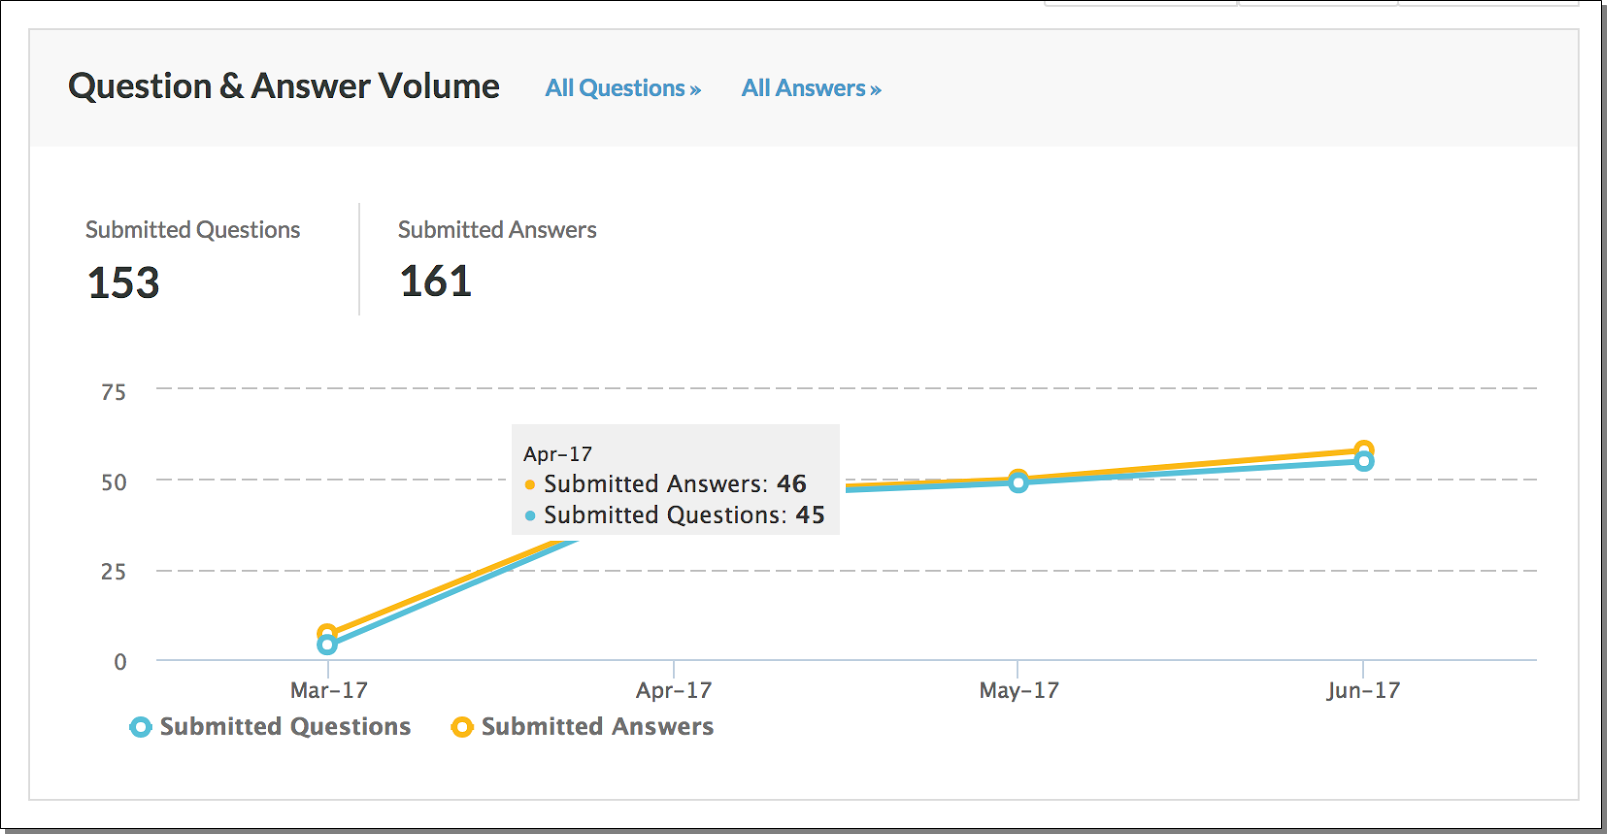 Question & Answer Volume All Questions » All Answers »
Submitted Questions Submitted Answers
153 161
75
Apr-17
Submitted Answers: 46
50
Submitted Questions: 45
25
0
Mar-17 Apr-17 May-17 Jun-17
Submitted Questions Submitted Answers